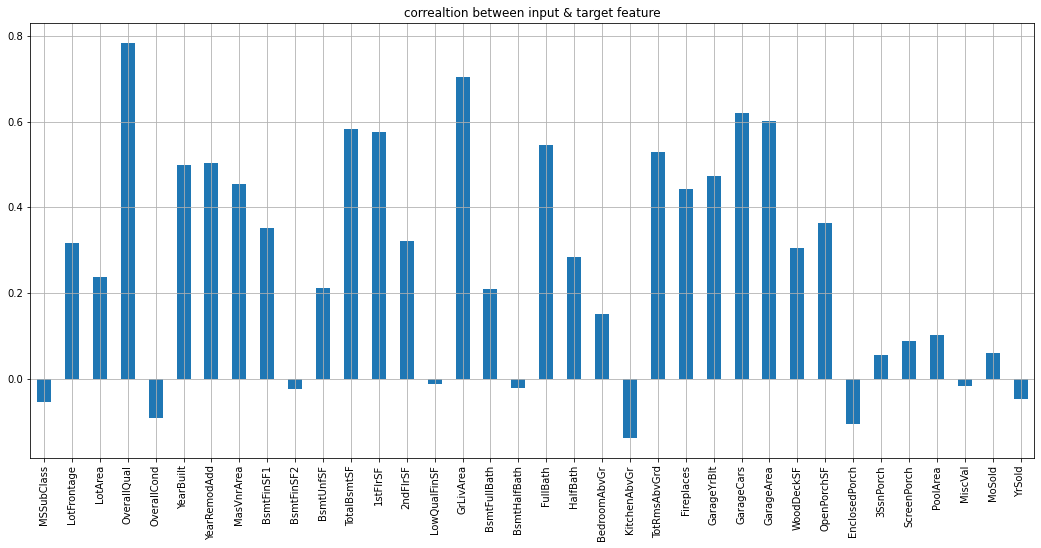 correaltion between input & target feature
0.8
0.6
0.4
0.2
0.0
MSSubClass
LotFrontage
LotArea
OverallQual
OverallCond
YearBuilt
YearRemodAdd
MasVnrArea
BsmtFinSF1
BsmtFinSF2
BsmtUnfSF
TotalBsmtSF
1stFlrSF
2ndFlrSF
LowQualFinSF
GrLivArea
BsmtFullBath
BsmtHalfBath
FullBath
HalfBath
BedroomAbvGr
KitchenAbvGr
TotRmsAbvGrd
Fireplaces
GarageYrBlt
GarageCars
GarageArea
WoodDeckSF
OpenPorchSF
EnclosedPorch
3SsnPorch
ScreenPorch
PoolArea
MiscVal
MoSold
YrSold